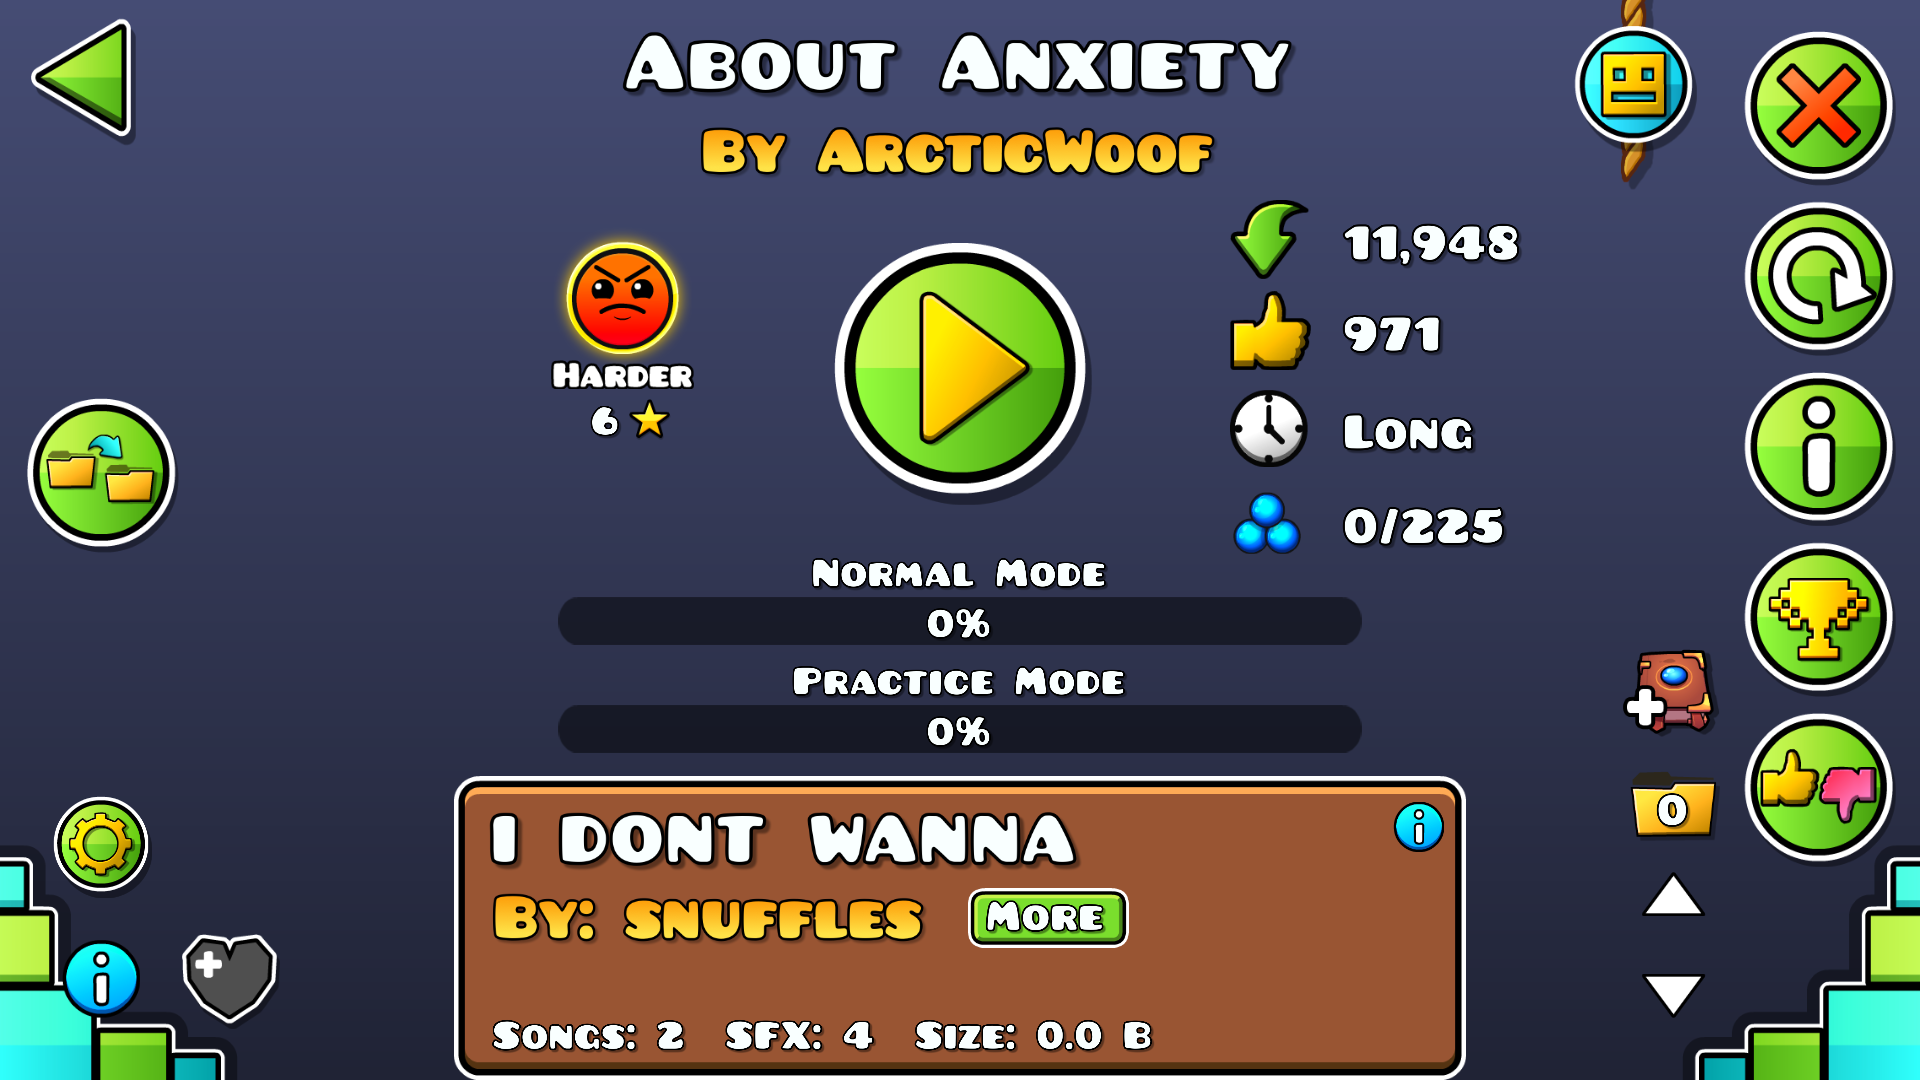 About Anxiety
By ArcticWoof
11,948
971
Harder
6
Long
0/225
Normal Mode
0%
Practice Mode
0%
I DONT WANNA
By: SNUFFLES
More
Songs: 2 SFX: 4 Size: 0.0 B
0